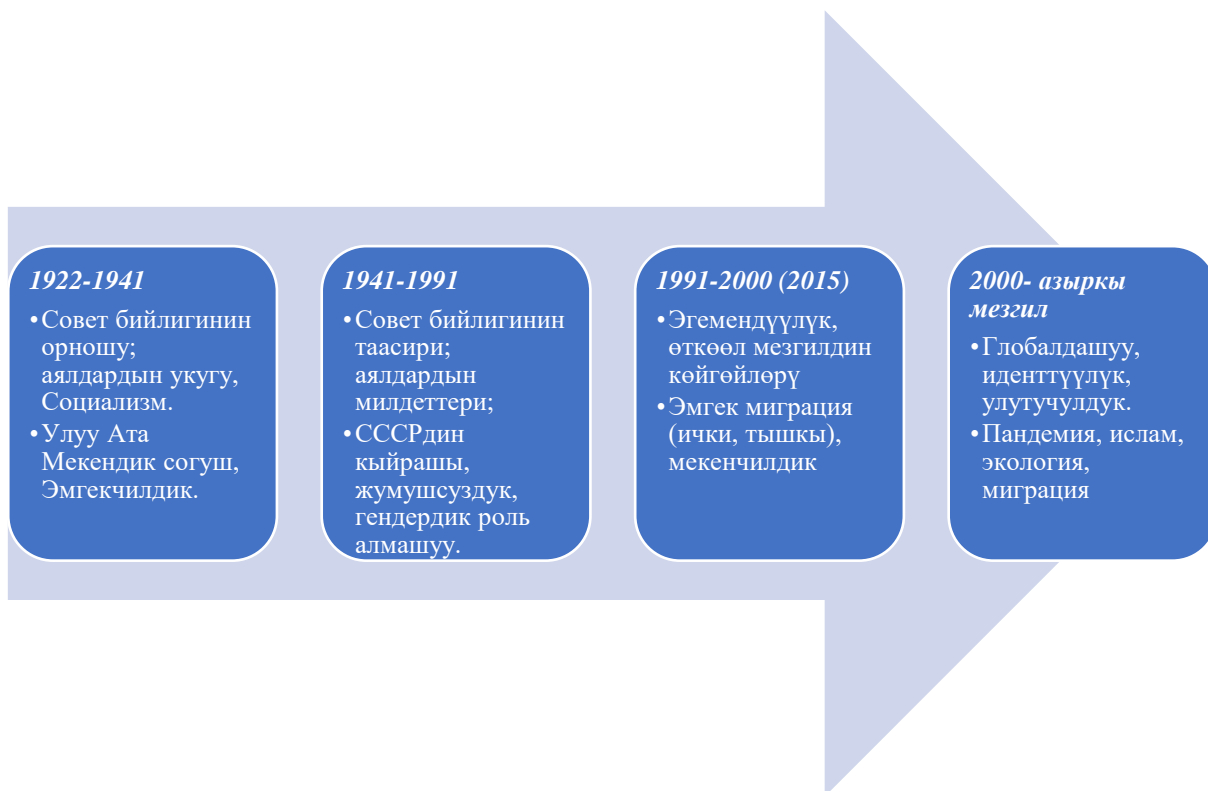 1922-1941
•Совет бийлигинин
орношу;
аялдардын укугу,
Социализм.
•Улуу Ата
Мекендик согуш,
Эмгекчилдик.
1941-1991
•Совет бийлигинин
таасири;
аялдардын
милдеттери;
•СССРдин
кыйрашы,
жумушсуздук,
гендердик роль
алмашуу.
1991-2000 (2015)
•Эгемендүүлүк,
өткөөл мезгилдин
көйгөйлөрү
•Эмгек миграция
(ички, тышкы),
мекенчилдик
2000- азыркы
мезгил
•Глобалдашуу,
иденттүүлүк,
улутучулдук.
•Пандемия, ислам,
экология,
миграция